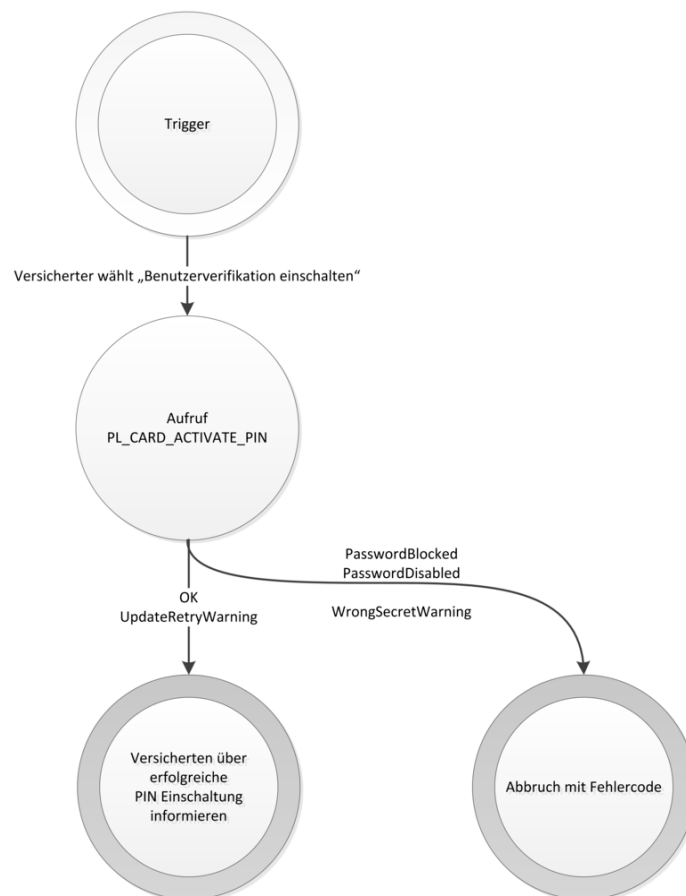 Trigger
Versicherter wählt „Benutzerverifikation einschalten“
Aufruf
PL_CARD_ACTIVATE_PIN
PasswordBlocked
PasswordDisabled
OK
UpdateRetryWarning
WrongSecretWarning
Versicherten über
erfolgreiche
PIN Einschaltung
informieren
Abbruch mit Fehlercode